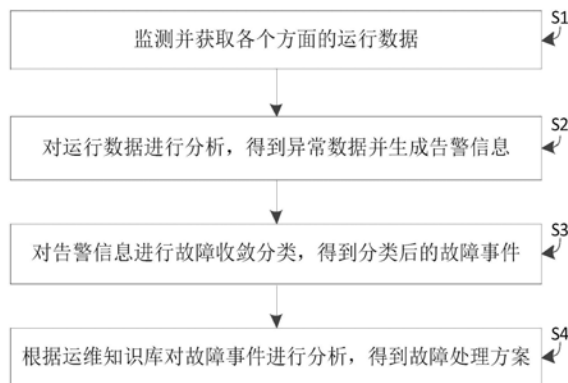 S1
监测并获取各个方面的运行数据
S2
对运行数据进行分析，得到异常数据并生成告警信息
S3
对告警信息进行故障收敛分类，得到分类后的故障事件
S4
根据运维知识库对故障事件进行分析，得到故障处理方案